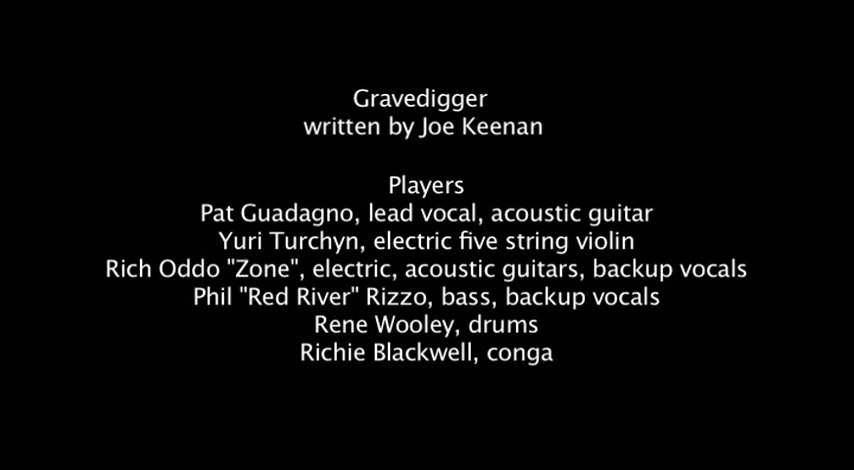 Gravedigger
written by Joe Keenan
Players
Pat Guadagno, lead vocal, acoustic guitar
Yuri Turchyn, electric five string violin
Rich Oddo "Zone", electric, acoustic guitars, backup vocals
Phil "Red River" Rizzo, bass, backup vocals
Rene Wooley, drums
Richie Blackwell, conga